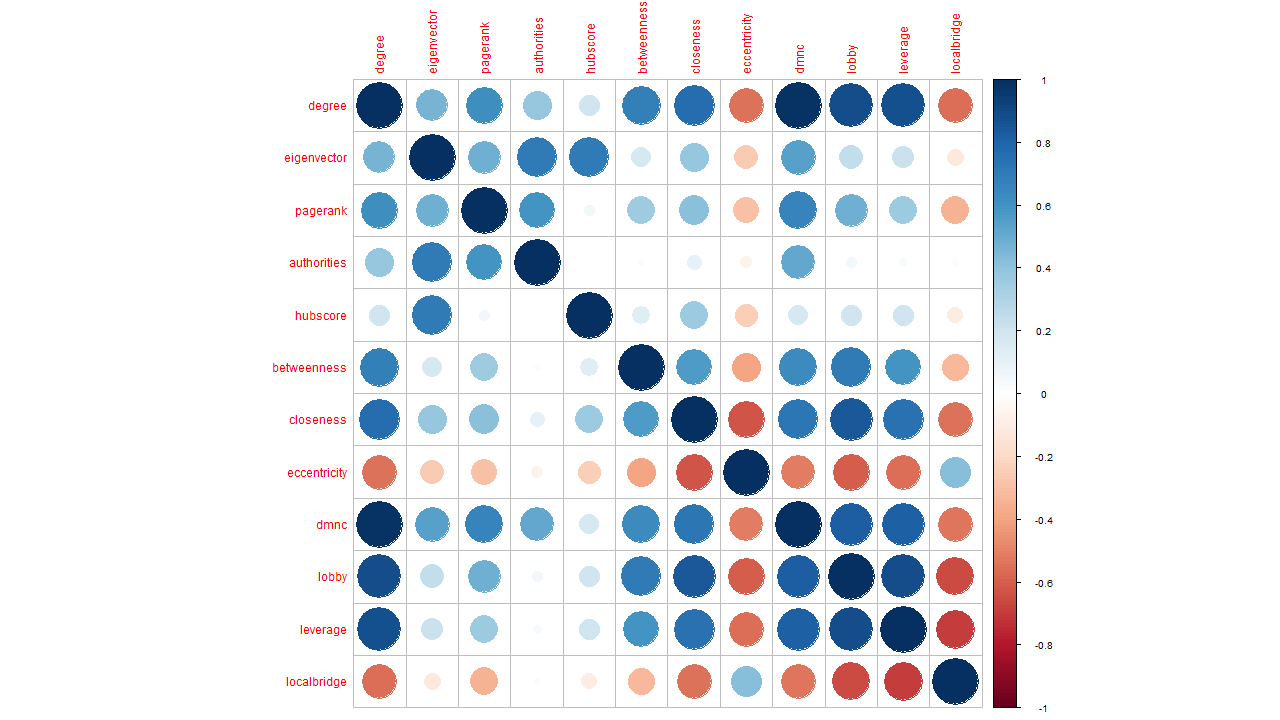 degree
eigenvector
pagerank
authorities
hubscore
betweenness
closeness
eccentricity
dmnc
lobby
leverage
localbridge
degree
eigenvector
pagerank
authorities
hubscore
betweenness
closeness
eccentricity
dmnc
lobby
leverage
localbridge
1
0.8
0.6
0.4
0.2
0
-0.2
-0.4
-0.6
-0.8
-1